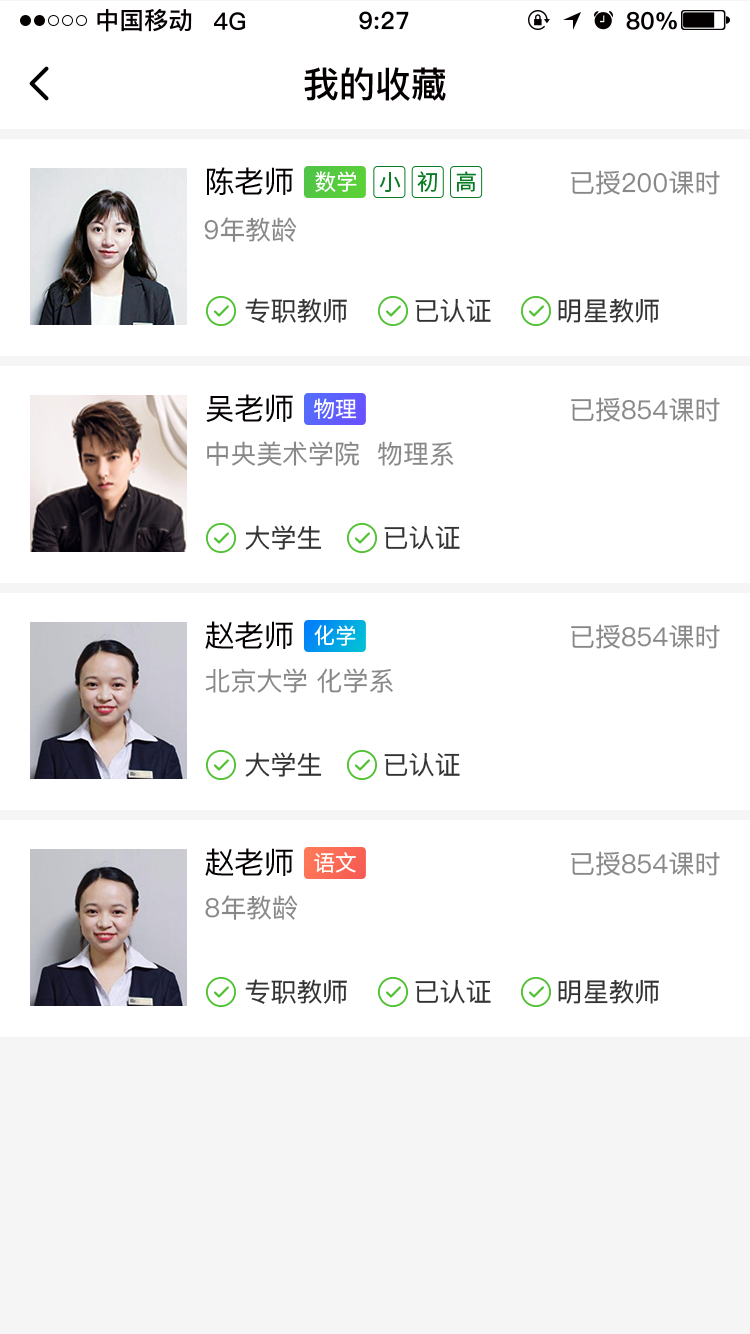 中国移动 4G 9:27 80%
我的收藏
陈老师 数学 小 初 高 已授200课时
9年教龄
专职教师 已认证 明星教师
吴老师 物理 已授854课时
中央美术学院 物理系
大学生 已认证
赵老师 化学 已授854课时
北京大学 化学系
大学生 已认证
赵老师 语文 已授854课时
8年教龄
专职教师 已认证 明星教师